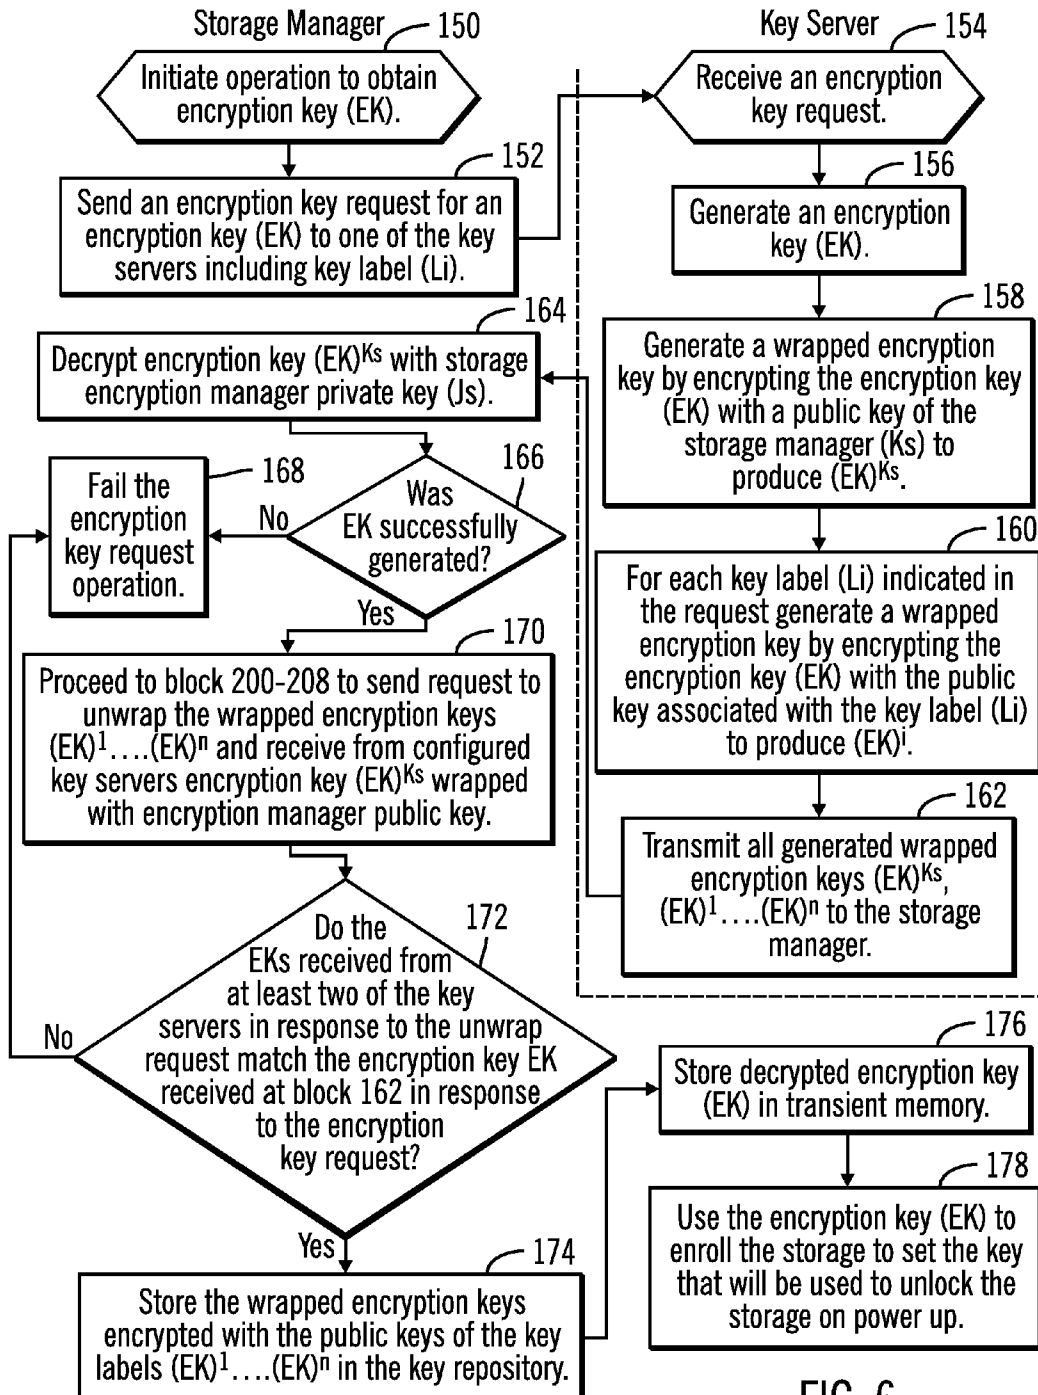 Storage Manager
150
Initiate operation to obtain
encryption key (EK).
152
Send an encryption key request for an
encryption key (EK) to one of the key
servers including key label (Li).
Key Server
154
Receive an encryption
key request.
156
Generate an encryption
key (EK).
158
Generate a wrapped encryption
key by encrypting the encryption key
(EK) with a public key of the
storage manager (Ks) to
produce (EK)ᴷˢ.
160
For each key label (Li) indicated in
the request generate a wrapped
encryption key by encrypting the
encryption key (EK) with the public
key associated with the key label (Li)
to produce (EK)ⁱ.
162
Transmit all generated wrapped
encryption keys (EK)ᴷˢ,
(EK)¹....(EK)ⁿ to the storage
manager.
164
Decrypt encryption key (EK)ᴷˢ with storage
encryption manager private key (Js).
166
Was
EK successfully
generated?
No
168
Fail the
encryption
key request
operation.
Yes
170
Proceed to block 200-208 to send request to
unwrap the wrapped encryption keys
(EK)¹....(EK)ⁿ and receive from configured
key servers encryption key (EK)ᴷˢ wrapped
with encryption manager public key.
172
Do the
EKs received from
at least two of the key
servers in response to the unwrap
request match the encryption key EK
received at block 162 in response
to the encryption
key request?
No
Yes
174
Store the wrapped encryption keys
encrypted with the public keys of the key
labels (EK)¹....(EK)ⁿ in the key repository.
176
Store decrypted encryption key
(EK) in transient memory.
178
Use the encryption key (EK) to
enroll the storage to set the key
that will be used to unlock the
storage on power up.
FIG. 6